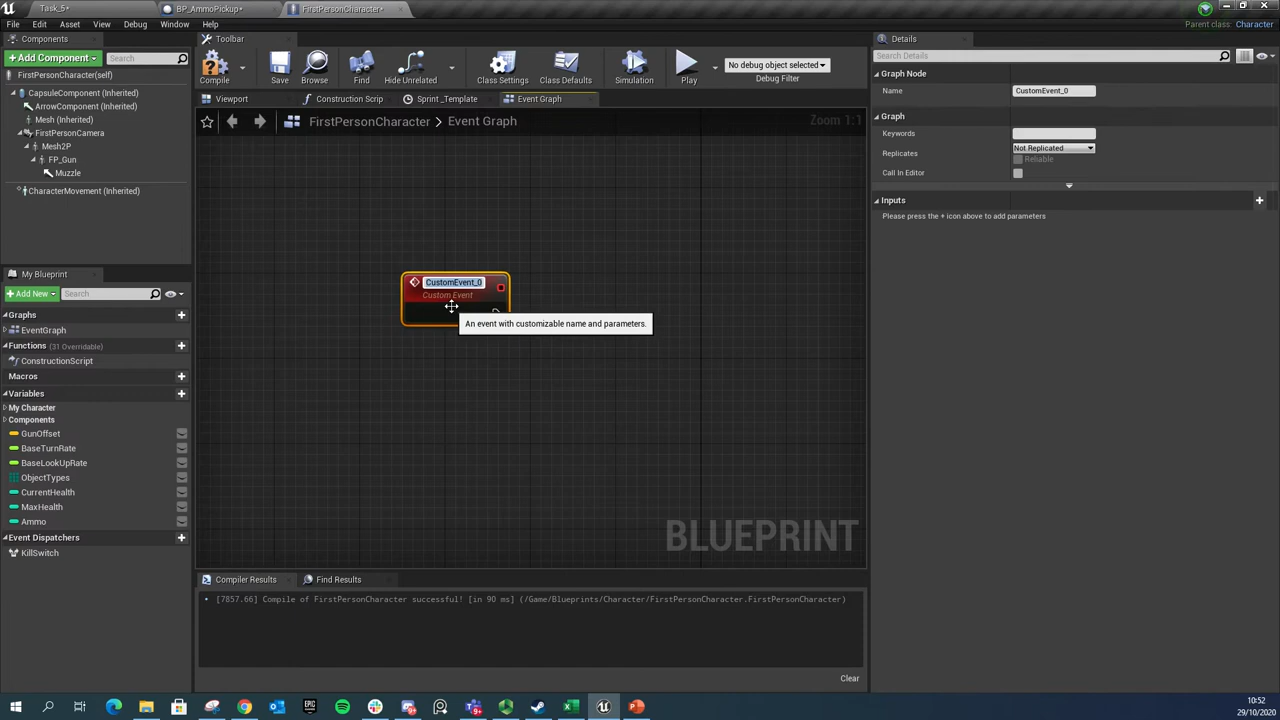 Task_5*
BP_AmmoPickup*
FirstPersonCharacter*
File Edit Asset View Debug Window Help
Parent class: Character
Components
Toolbar
Details
+ Add Component
Search
Compile
Save
Browse
Find
Hide Unrelated
Class Settings
Class Defaults
Simulation
Play
No debug object selected
Debug Filter
Search Details
FirstPersonCharacter(self)
CapsuleComponent (Inherited)
ArrowComponent (Inherited)
Mesh (Inherited)
FirstPersonCamera
Mesh2P
FP_Gun
Muzzle
CharacterMovement (Inherited)
Viewport
Construction Scrip
Sprint _Template
Event Graph
FirstPersonCharacter > Event Graph
Zoom 1:1
CustomEvent_0
Custom Event
An event with customizable name and parameters.
BLUEPRINT
Graph Node
Name
CustomEvent_0
Graph
Keywords
Replicates
Not Replicated
Reliable
Call In Editor
Inputs
Please press the + icon above to add parameters
My Blueprint
+ Add New
Search
Graphs
EventGraph
Functions (31 Overridable)
ConstructionScript
Macros
Variables
My Character
Components
GunOffset
BaseTurnRate
BaseLookUpRate
ObjectTypes
CurrentHealth
MaxHealth
Ammo
Event Dispatchers
KillSwitch
Compiler Results
Find Results
[7857.66] Compile of FirstPersonCharacter successful! [in 90 ms] (/Game/Blueprints/Character/FirstPersonCharacter.FirstPersonCharacter)
Clear
10:52
29/10/2020